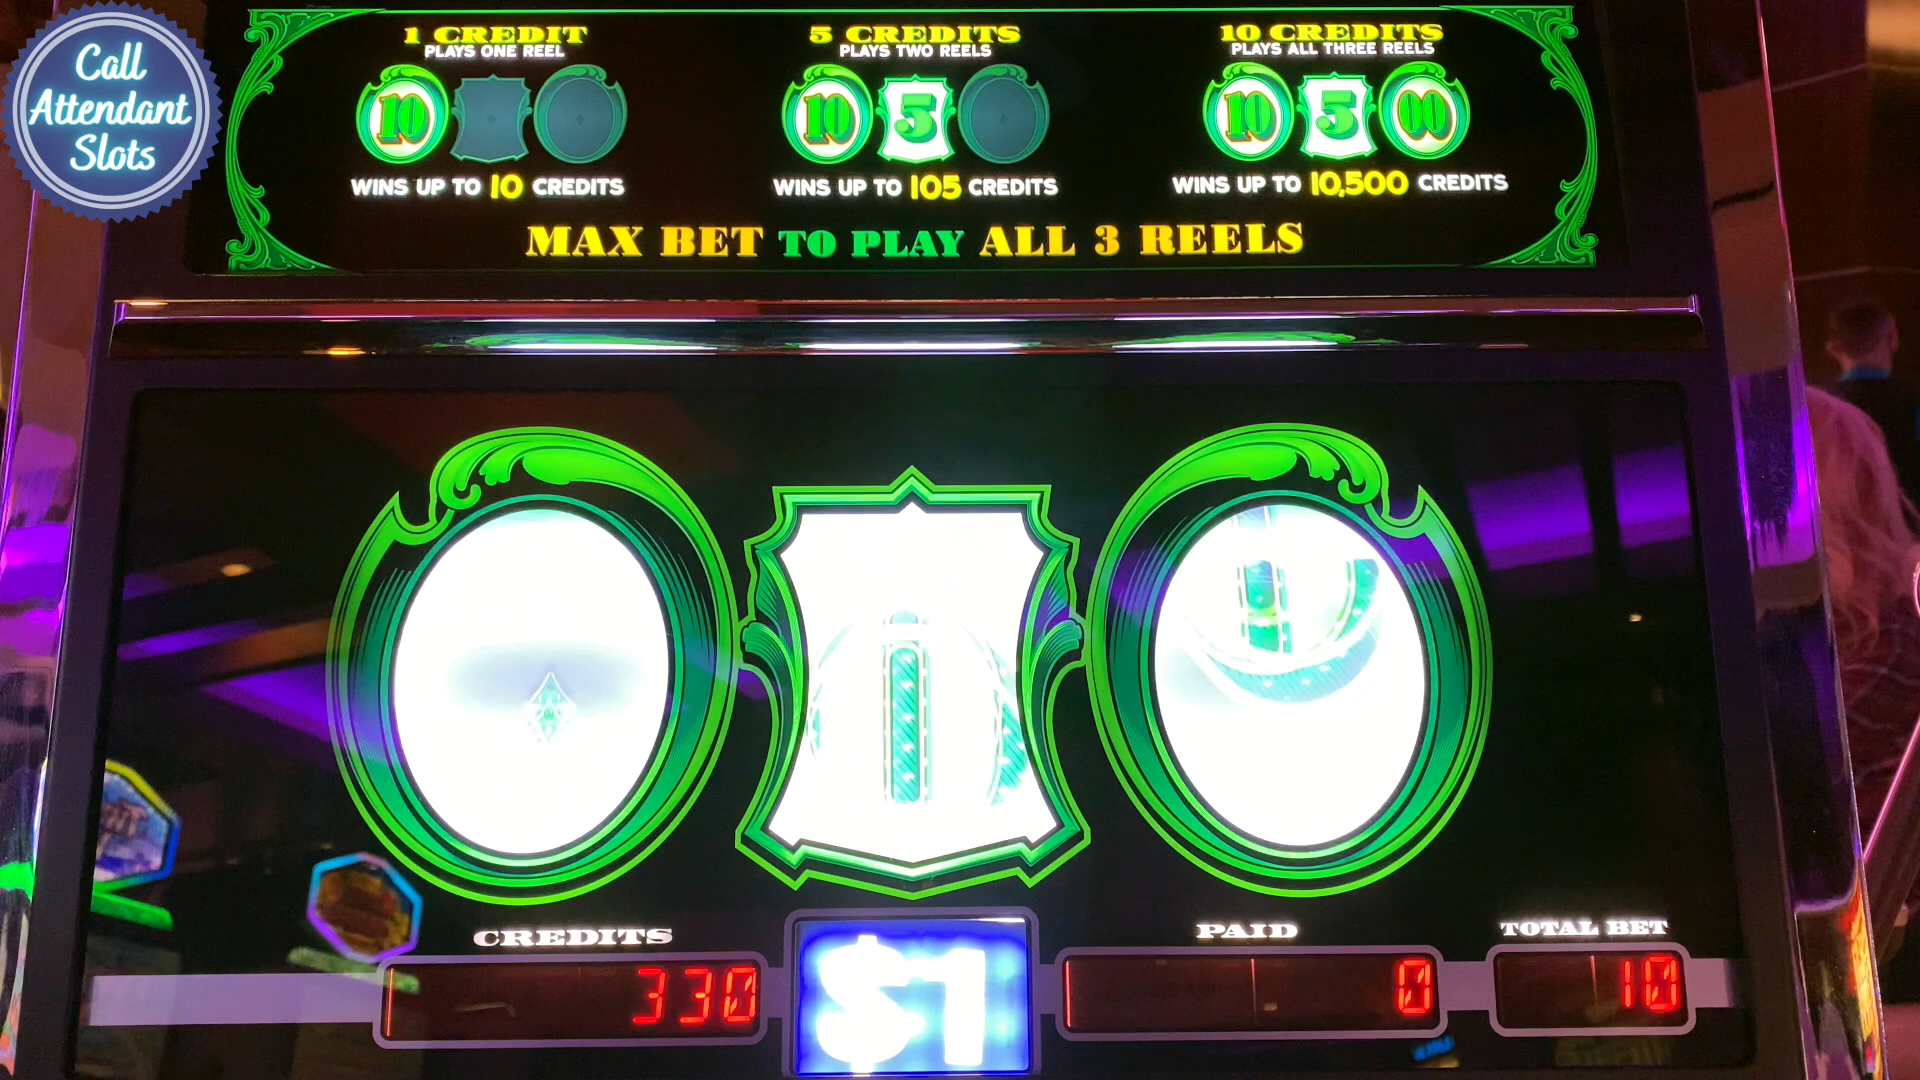 Call
Attendant
Slots
1 CREDIT
PLAYS ONE REEL
10
WINS UP TO 10 CREDITS
5 CREDITS
PLAYS TWO REELS
10 5
WINS UP TO 105 CREDITS
10 CREDITS
PLAYS ALL THREE REELS
10 5 00
WINS UP TO 10,500 CREDITS
MAX BET TO PLAY ALL 3 REELS
CREDITS
330
$1
PAID
0
TOTAL BET
10